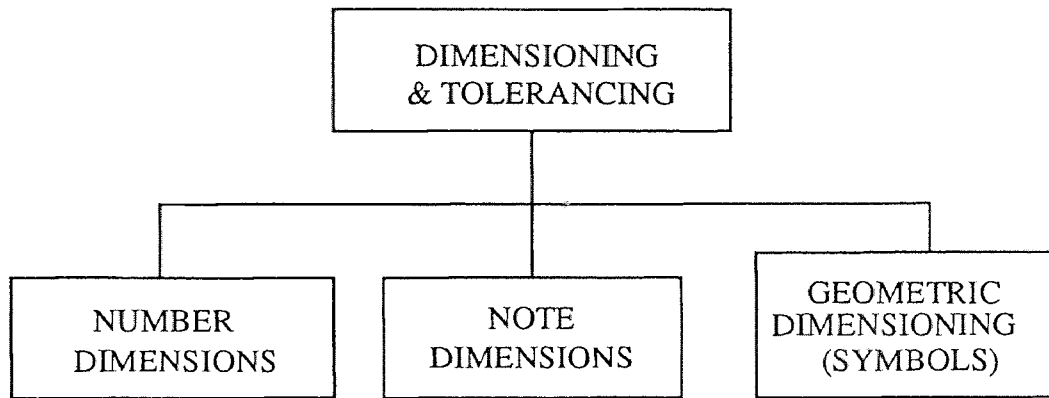 DIMENSIONING
& TOLERANCING
NUMBER
DIMENSIONS
NOTE
DIMENSIONS
GEOMETRIC
DIMENSIONING
(SYMBOLS)